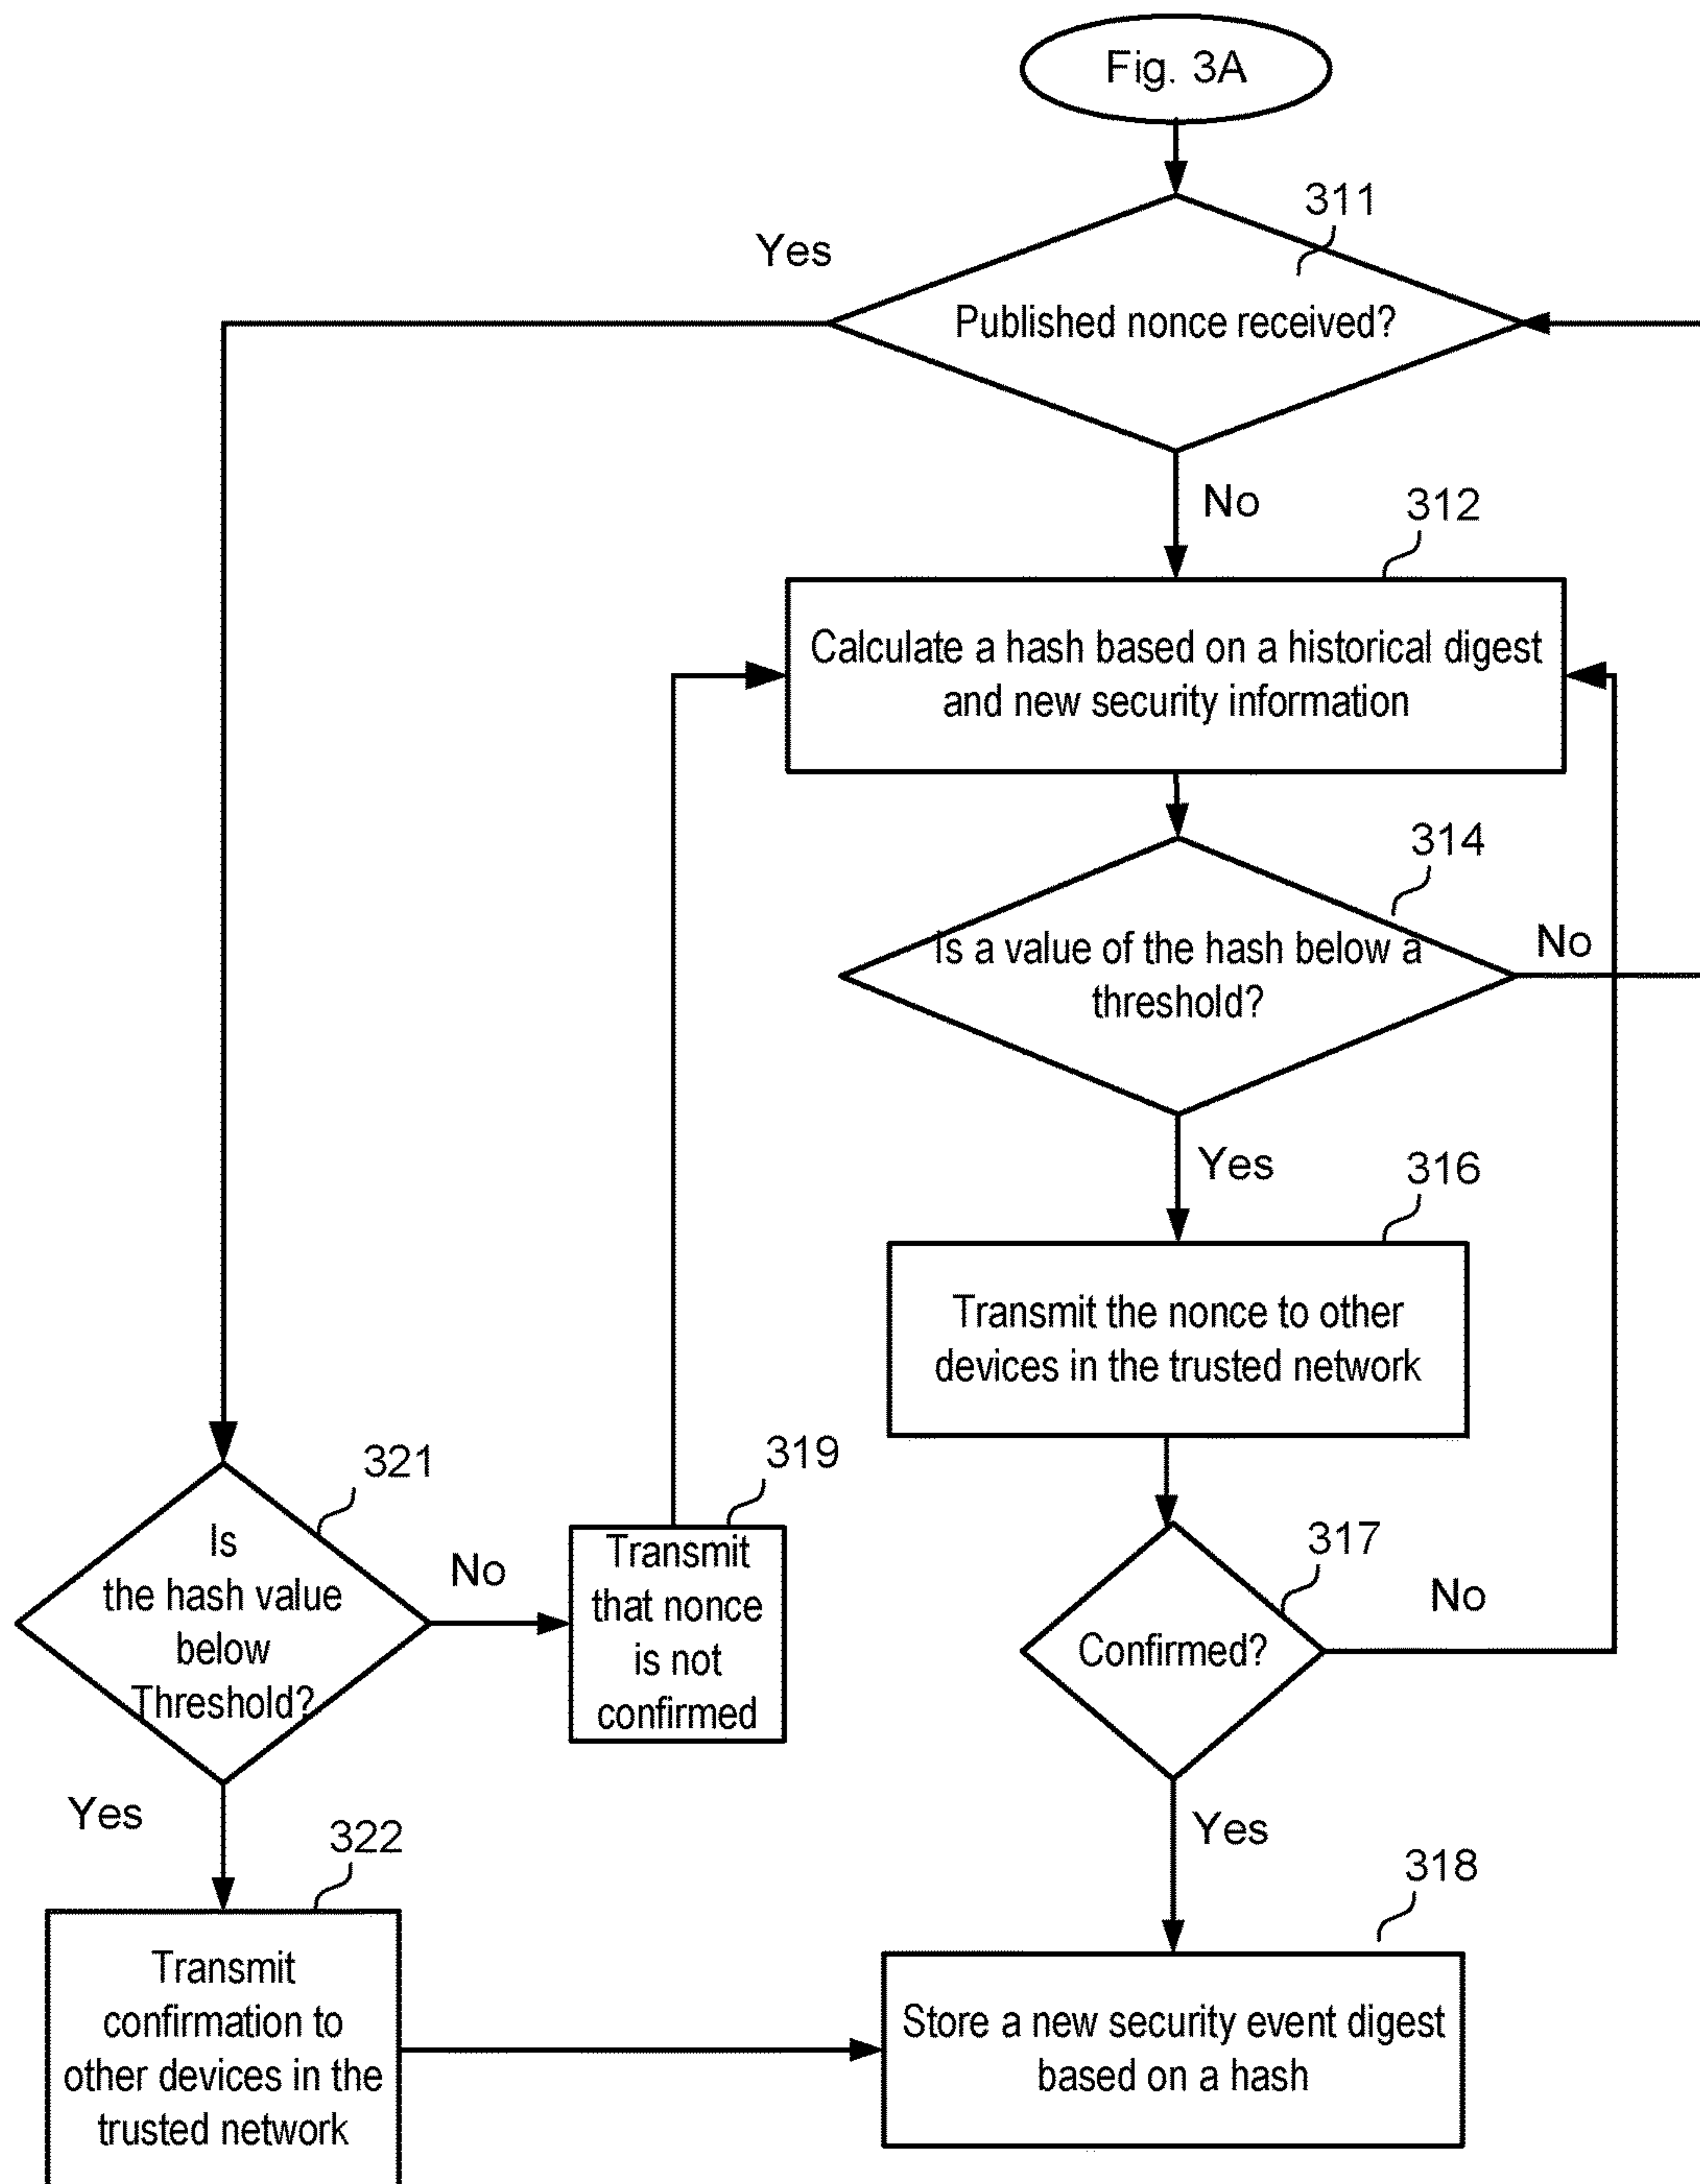 Fig. 3A
311
Yes
Published nonce received?
No
312
Calculate a hash based on a historical digest
and new security information
314
Is a value of the hash below a
threshold?
No
Yes
316
Transmit the nonce to other
devices in the trusted network
321
Is
the hash value
below
Threshold?
No
319
Transmit
that nonce
is not
confirmed
317
Confirmed?
No
Yes
322
Transmit
confirmation to
other devices in the
trusted network
Yes
318
Store a new security event digest
based on a hash